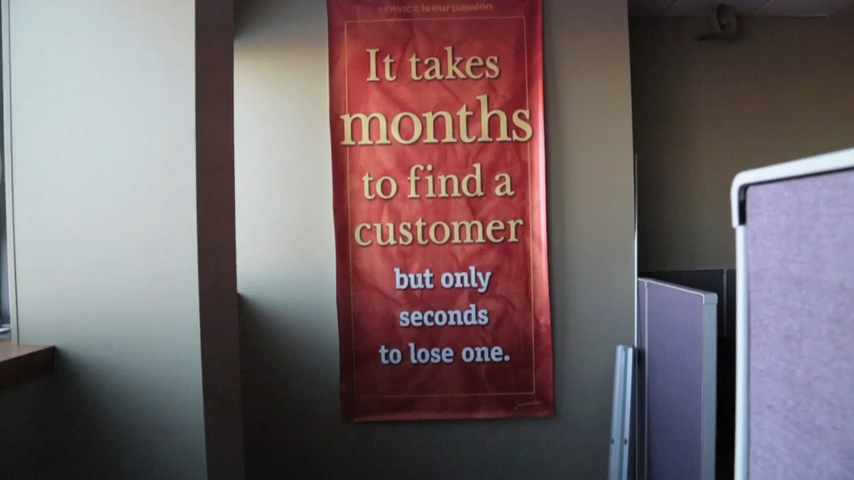 SERVICE is our passion
It takes
months
to find a
customer
but only
seconds
to lose one.